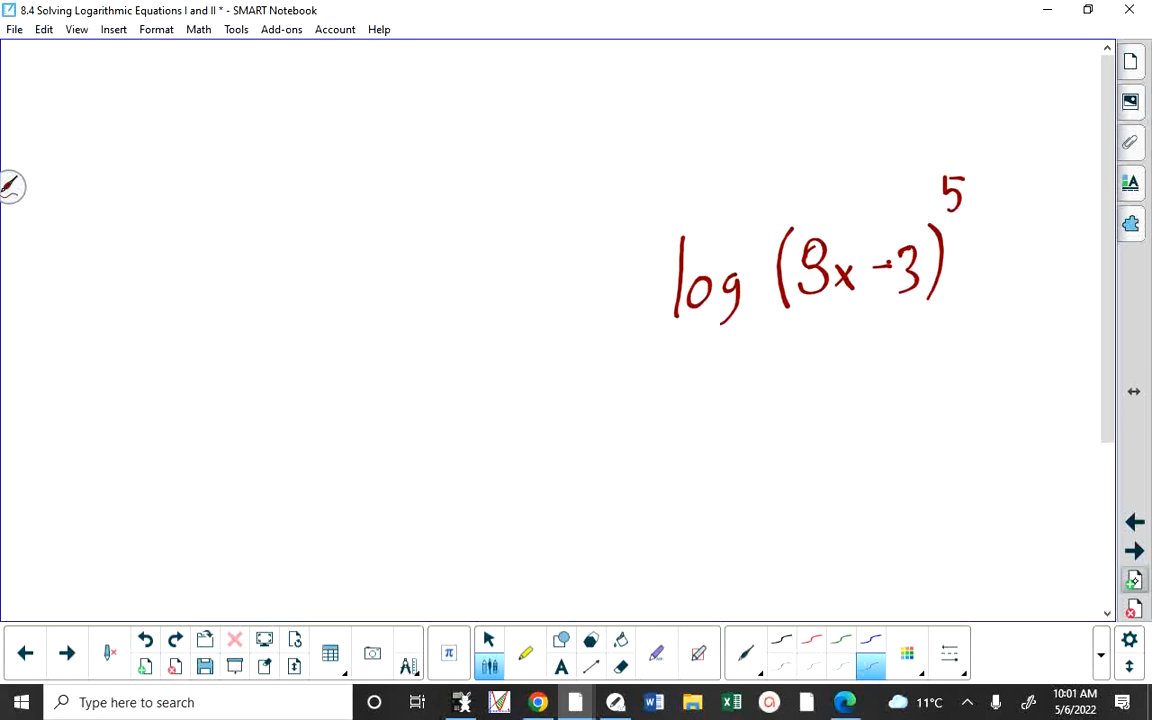 8.4 Solving Logarithmic Equations I and II * - SMART Notebook
File Edit View Insert Format Math Tools Add-ons Account Help
log (8x-3)^5
Type here to search
11°C
10:01 AM
5/6/2022